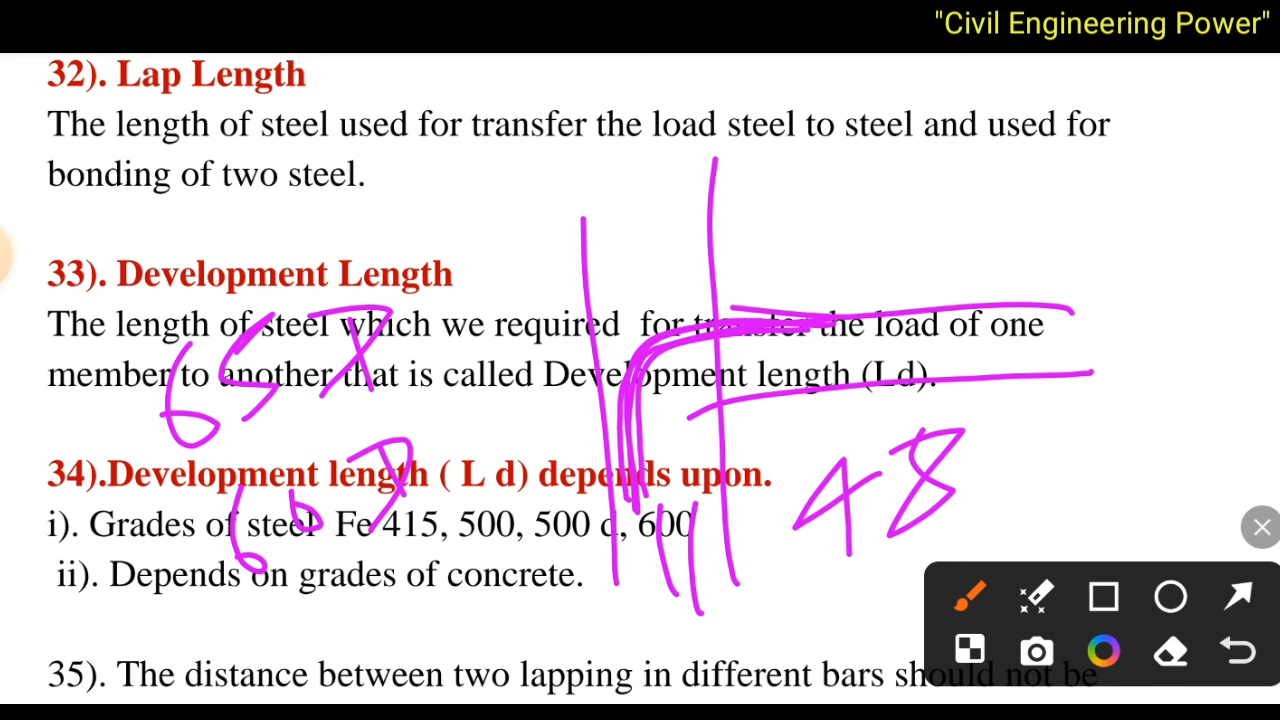 "Civil Engineering Power"
32). Lap Length
The length of steel used for transfer the load steel to steel and used for
bonding of two steel.
33). Development Length
The length of steel which we required for transfer the load of one
member to another that is called Development length (Ld).
34).Development length ( L d) depends upon.
i). Grades of steel Fe 415, 500, 500 d, 600
ii). Depends on grades of concrete.
48
35). The distance between two lapping in different bars should not be